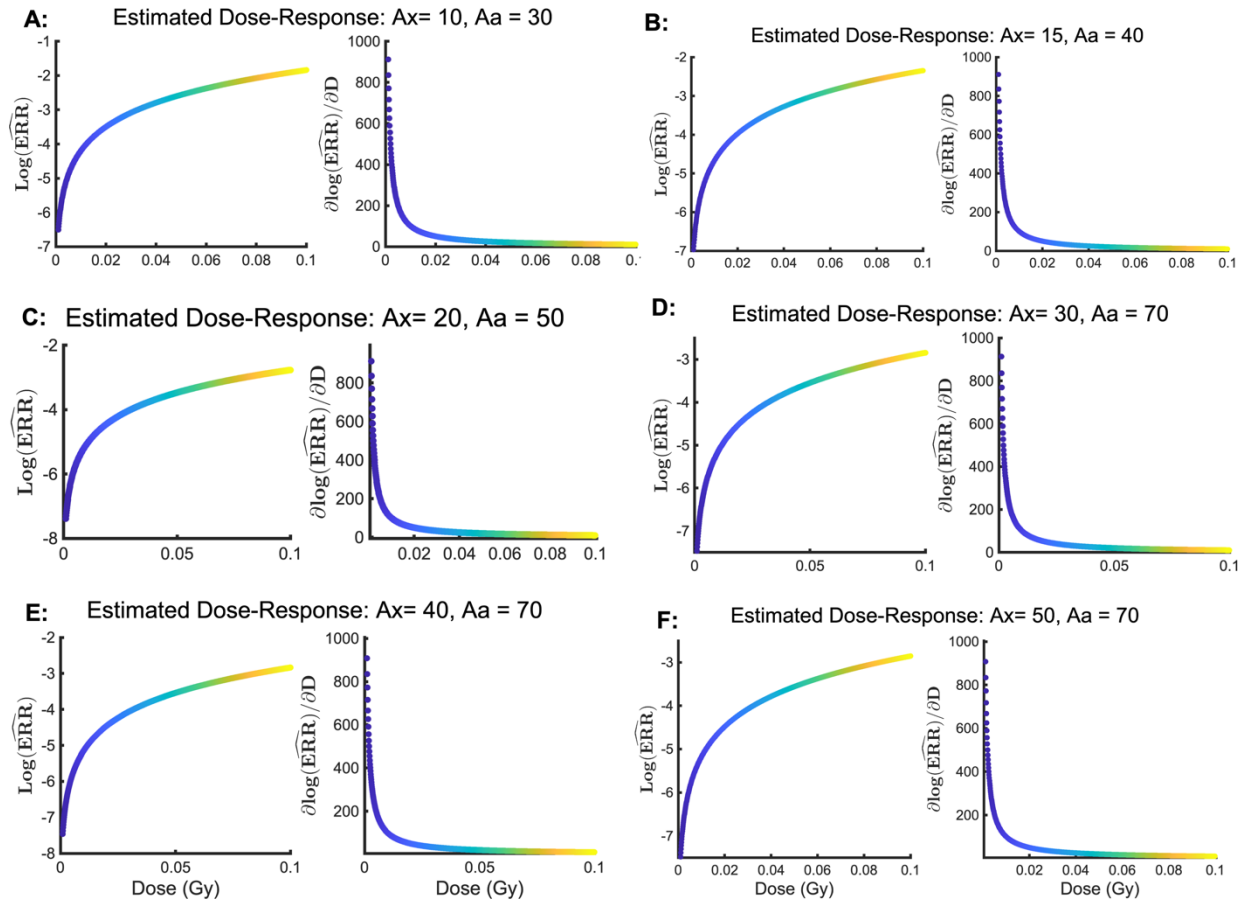 A: Estimated Dose-Response: Ax= 10, Aa = 30
-1
-2
-3
-4
-5
-6
-7
Log(ERR^)
0 0.02 0.04 0.06 0.08 0.1
1000
800
600
400
200
0
∂log(ERR^)/∂D
0 0.02 0.04 0.06 0.08 0.1
B: Estimated Dose-Response: Ax= 15, Aa = 40
-2
-3
-4
-5
-6
-7
Log(ERR^)
0 0.02 0.04 0.06 0.08 0.1
1000
800
600
400
200
0
∂log(ERR^)/∂D
0 0.02 0.04 0.06 0.08 0.1
C: Estimated Dose-Response: Ax= 20, Aa = 50
-2
-4
-6
-8
Log(ERR^)
0 0.05 0.1
800
600
400
200
0
∂log(ERR^)/∂D
0 0.02 0.04 0.06 0.08 0.1
D: Estimated Dose-Response: Ax= 30, Aa = 70
-3
-4
-5
-6
-7
Log(ERR^)
0 0.05 0.1
1000
800
600
400
200
0
∂log(ERR^)/∂D
0 0.02 0.04 0.06 0.08 0.1
E: Estimated Dose-Response: Ax= 40, Aa = 70
-2
-3
-4
-5
-6
-7
-8
Log(ERR^)
0 0.05 0.1
Dose (Gy)
1000
800
600
400
200
∂log(ERR^)/∂D
0 0.05 0.1
F: Estimated Dose-Response: Ax= 50, Aa = 70
-3
-4
-5
-6
-7
Log(ERR^)
0 0.02 0.04 0.06 0.08 0.1
Dose (Gy)
1000
800
600
400
200
∂log(ERR^)/∂D
0 0.02 0.04 0.06 0.08 0.1
Dose (Gy)